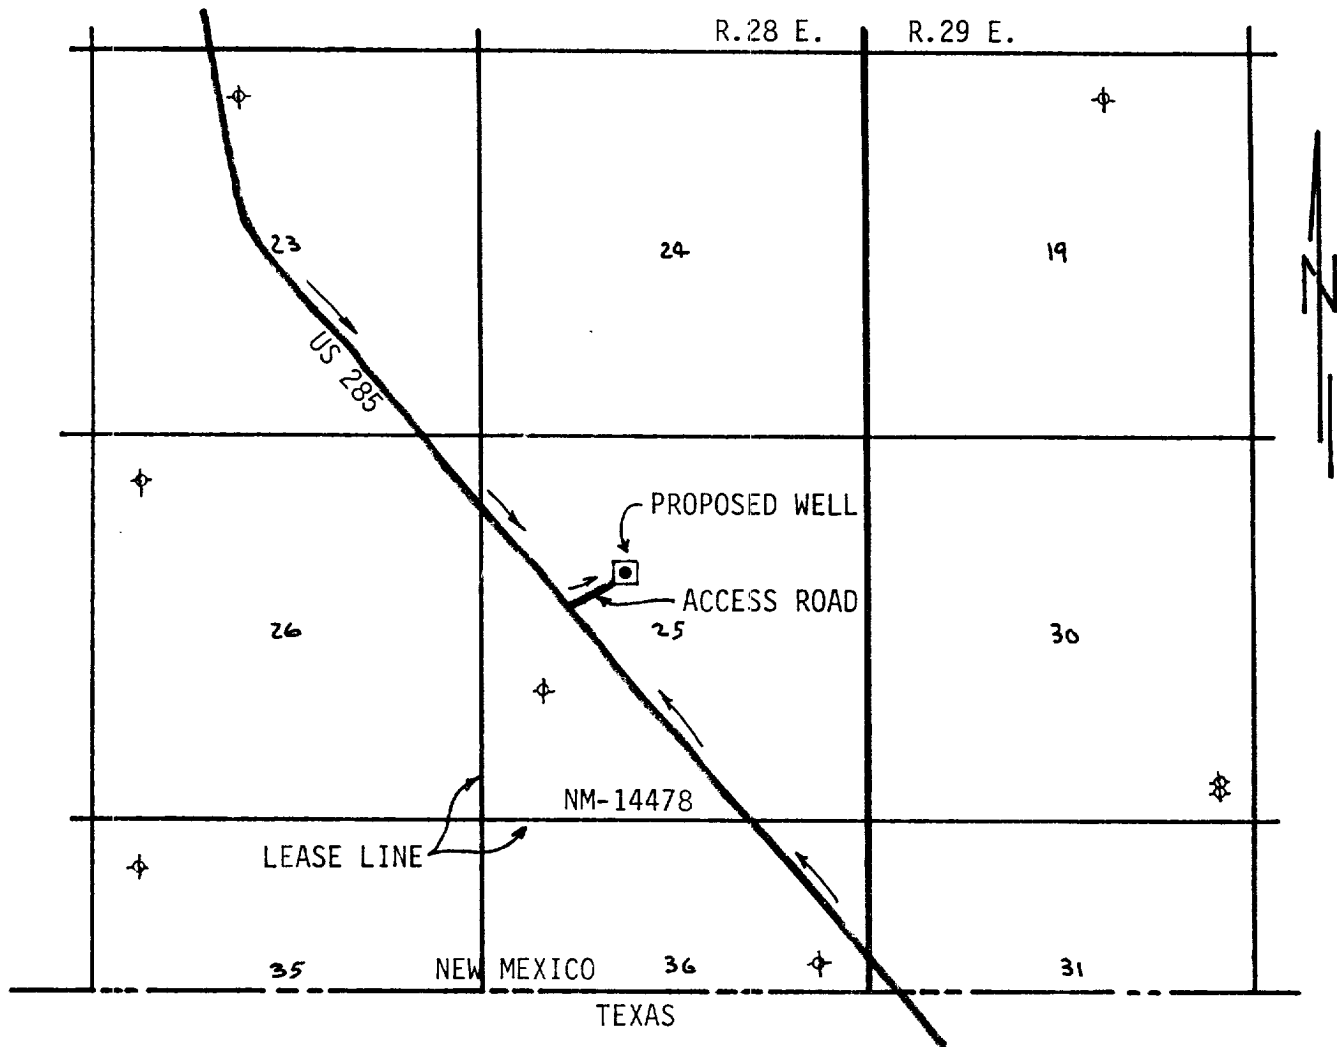 R.28 E.
R.29 E.
23
24
19
N
US 285
PROPOSED WELL
ACCESS ROAD
26
25
30
NM-14478
LEASE LINE
35
NEW MEXICO
36
31
TEXAS